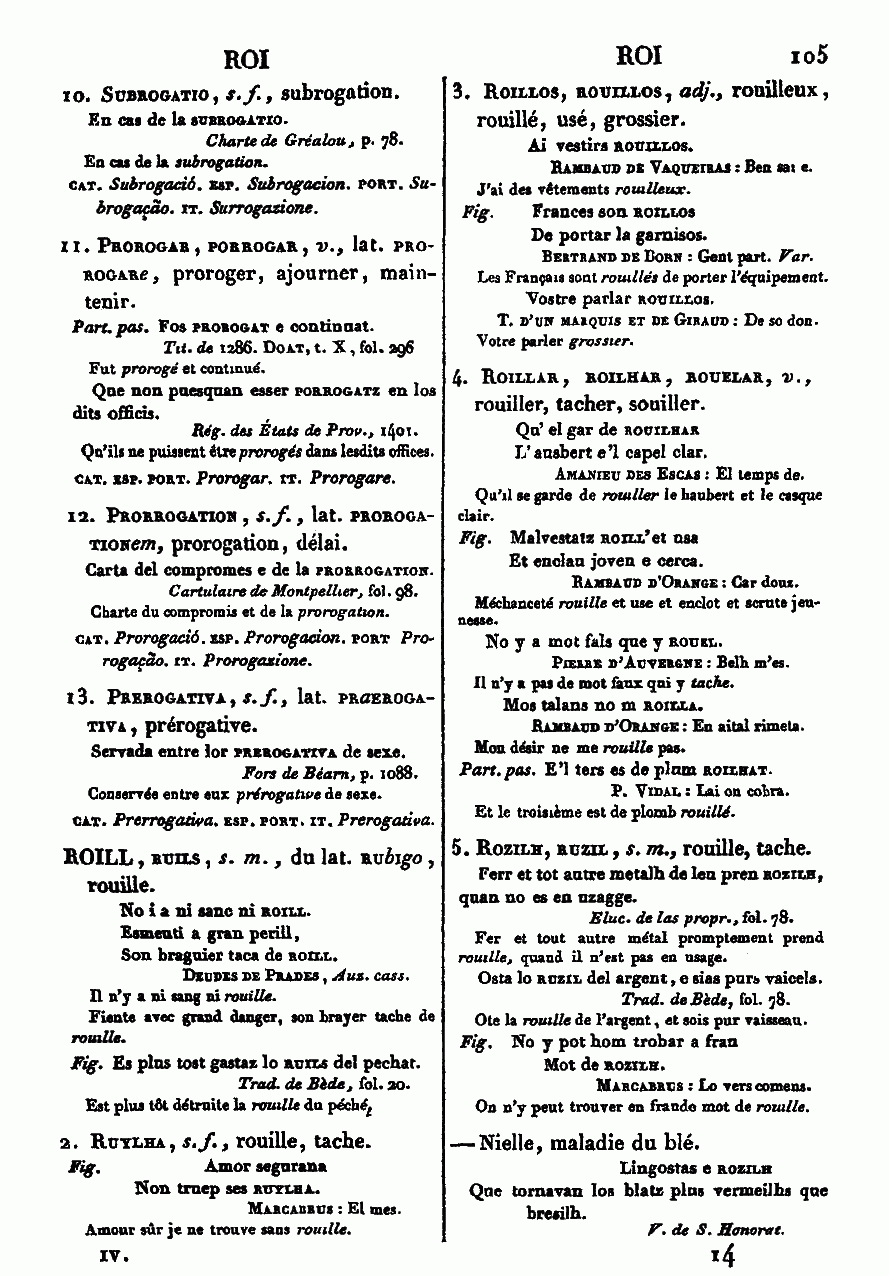 ROI
10. SUBROGATIO, s. f., subrogation.
En cas de la SUBROGATIO.
Charte de Gréalou, p. 78.
En cas de la subrogation.
CAT. Subrogació. ESP. Subrogacion. PORT. Su-
brogação. IT. Surrogazione.
11. PROROGAR, PORROGAR, v., lat. PRO-
ROGARe, proroger, ajourner, main-
tenir.
Part. pas. Fos PROROGAT e continuat.
Tit. de 1286. DOAT, t. X, fol. 296
Fut prorogé et continué.
Que non puesquan esser PORROGATZ en los
dits officis.
Rég. des États de Prov., 1401.
Qu'ils ne puissent être prorogés dans lesdits offices.
CAT. ESP. PORT. Prorogar. IT. Prorogare.
12. PRORROGATION, s. f., lat. PROROGA-
TIONem, prorogation, délai.
Carta del compromes e de la PRORROGATION.
Cartulaire de Montpellier, fol. 98.
Charte du compromis et de la prorogation.
CAT. Prorogació. ESP. Prorogacion. PORT Pro-
rogação. IT. Prorogazione.
13. PREROGATIVA, s. f., lat. PRaEROGA-
TIVA, prérogative.
Servada entre lor PREROGATIVA de sexe.
Fors de Béarn, p. 1088.
Conservée entre eux prérogative de sexe.
CAT. Prerrogativa. ESP. PORT. IT. Prerogativa.
ROILL, RUILS, s. m., du lat. RUbIgo,
rouille.
No i a ni sanc ni ROILL.
Esmenti a gran perill,
Son braguier taca de ROILL.
DEUDES DE PRADES, Aus. cass.
Il n'y a ni sang ni rouille.
Fiente avec grand danger, son brayer tache de
rouille.
Fig. Es plus tost gastaz lo RUILS del pechat.
Trad. de Bède, fol. 20.
Est plus tôt détruite la rouille du péché.
2. RUYLHA, s. f., rouille, tache.
Fig. Amor segurana
Non truep ses RUYLHA.
MARCABRUS : El mes.
Amour sûr je ne trouve sans rouille.
IV.
ROI 105
3. ROILLOS, ROUILLOS, adj., rouilleux,
rouillé, usé, grossier.
Ai vestirs ROUILLOS.
RAMBAUD DE VAQUEIRAS : Ben sai e.
J'ai des vêtements rouilleux.
Fig. Frances son ROILLOS
De portar la garnisos.
BERTRAND DE BORN : Gent part. Var.
Les Français sont rouillés de porter l'équipement.
Vostre parlar ROUILLOS.
T. D'UN MARQUIS ET DE GIRAUD : De so don.
Votre parler grossier.
4. ROILLAR, ROILHAR, ROUELAR, v.,
rouiller, tacher, souiller.
Qu' el gar de ROUILHAR
L' ausbert e'l capel clar.
AMANIEU DES ESCAS : El temps de.
Qu'il se garde de rouiller le haubert et le casque
clair.
Fig. Malvestatz ROILL'et usa
Et enclau joven e cerca.
RAMBAUD D'ORANGE : Car douz.
Méchanceté rouille et use et enclot et scrute jeu-
nesse.
No y a mot fals que y ROUEL.
PIERRE D'AUVERGNE : Belh m'es.
Il n'y a pas de mot faux qui y tache.
Mos talans no m ROILLA.
RAMBAUD D'ORANGE : En aital rimeta.
Mon désir ne me rouille pas.
Part. pas. E'l ters es de plum ROILHAT.
P. VIDAL : Lai on cobra.
Et le troisième est de plomb rouillé.
5. ROZILH, RUZIL, s. m., rouille, tache.
Ferr et tot autre metalh de leu pren ROZILH,
quan no es en uzagge.
Eluc. de las propr., fol. 78.
Fer et tout autre métal promptement prend
rouille, quand il n'est pas en usage.
Osta lo RUZIL del argent, e sias purs vaicels.
Trad. de Bède, fol. 78.
Ote la rouille de l'argent, et sois pur vaisseau.
Fig. No y pot hom trobar a frau
Mot de ROZILH.
MARCABRUS : Lo vers comens.
On n'y peut trouver en fraude mot de rouille.
— Nielle, maladie du blé.
Lingostas e ROZILH
Que tornavan los blatz plus vermeilhs que
bresilh.
V. de S. Honorat.
14